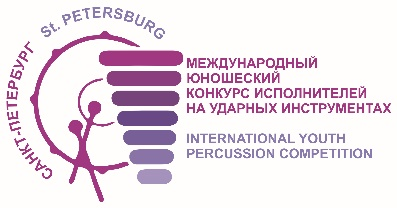 САНКТ-ПЕТЕРБУРГ
St. PETERSBURG
МЕЖДУНАРОДНЫЙ
ЮНОШЕСКИЙ
КОНКУРС ИСПОЛНИТЕЛЕЙ
НА УДАРНЫХ ИНСТРУМЕНТАХ
INTERNATIONAL YOUTH
PERCUSSION COMPETITION